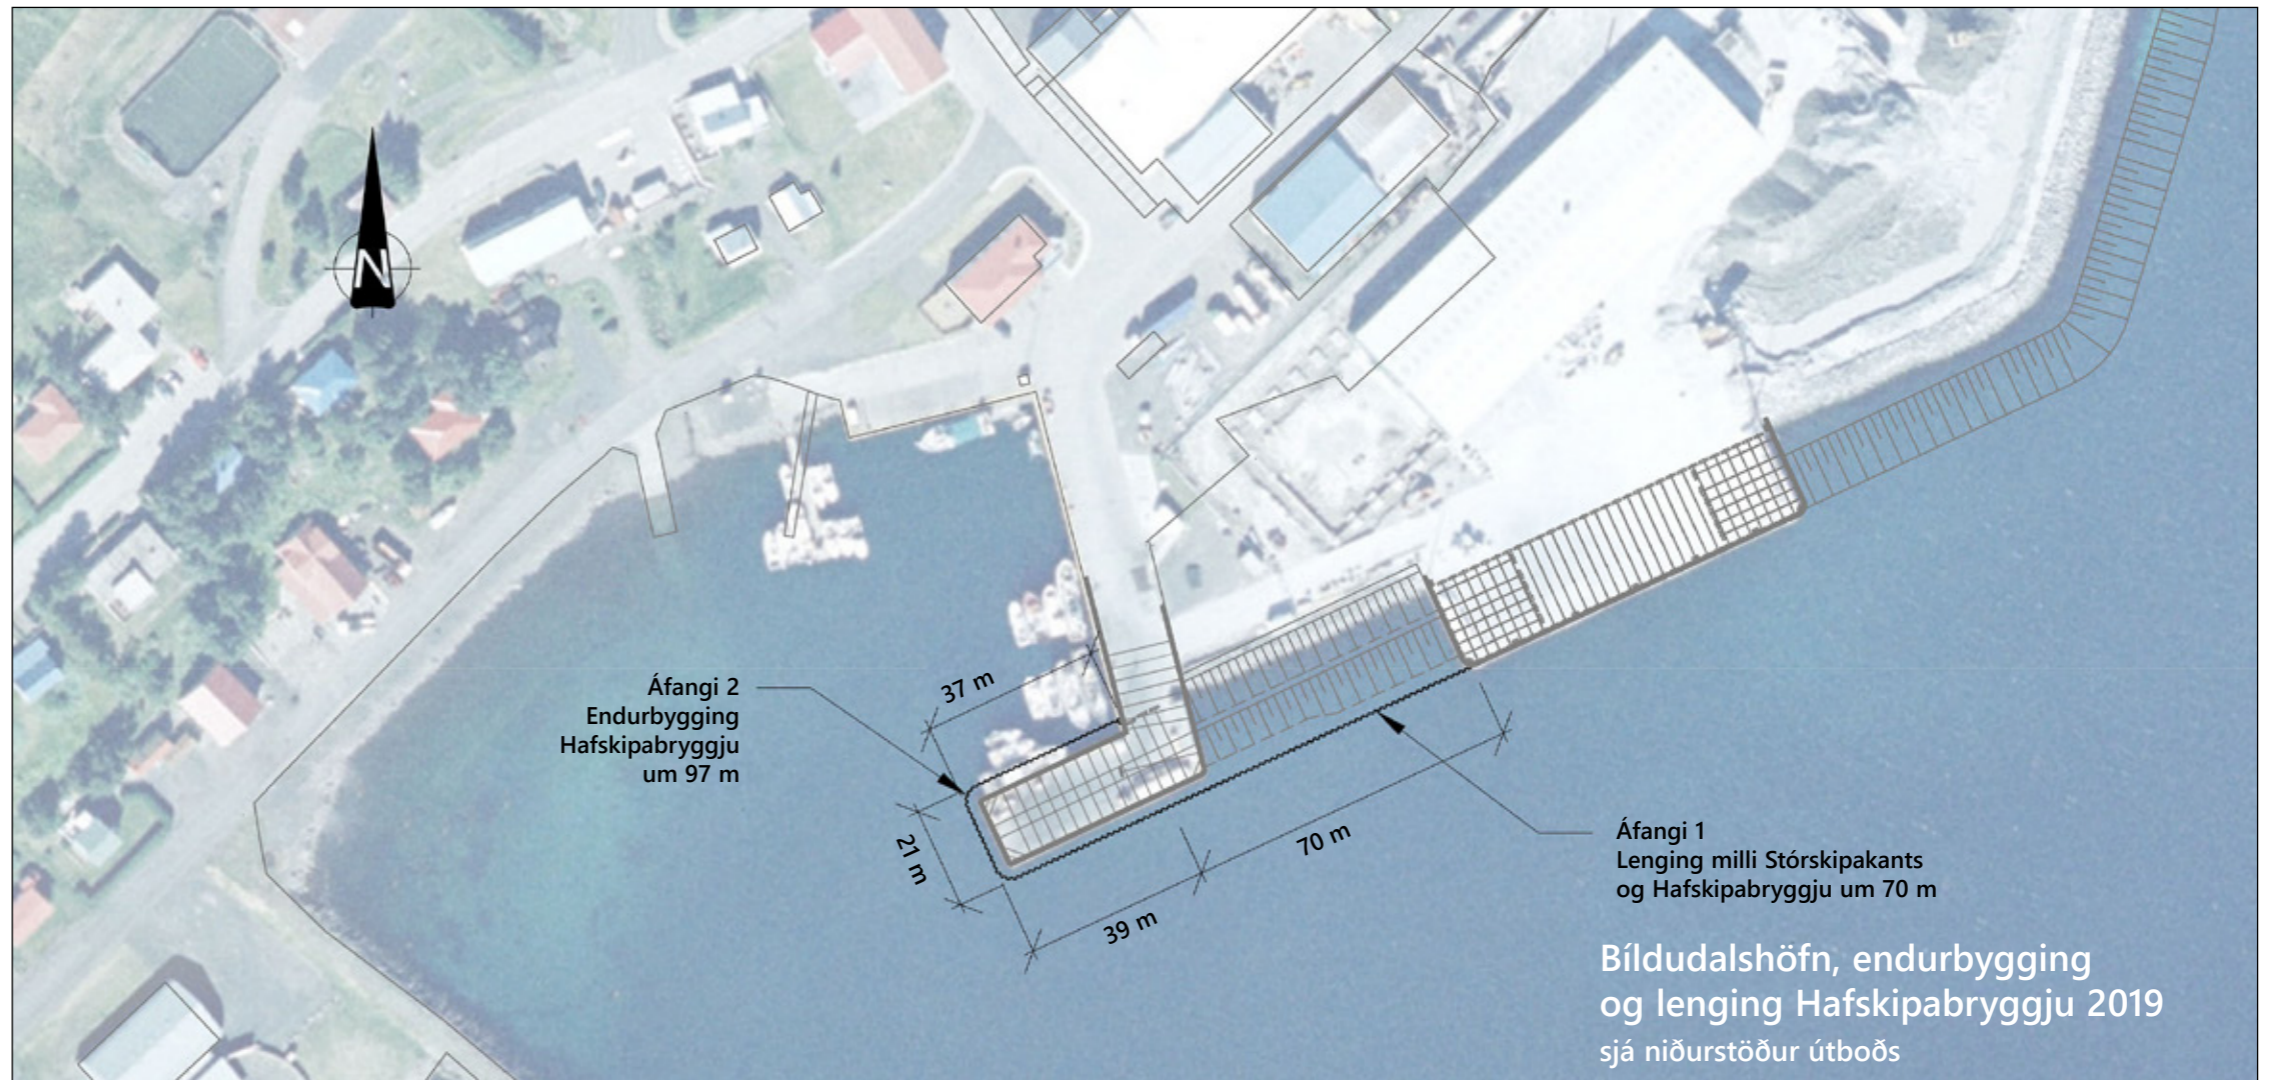 N
Áfangi 2
Endurbygging
Hafskipabryggju
um 97 m
37 m
21 m
39 m
70 m
Áfangi 1
Lenging milli Stórskipakants
og Hafskipabryggju um 70 m
Bíldudalshöfn, endurbygging
og lenging Hafskipabryggju 2019
sjá niðurstöður útboðs